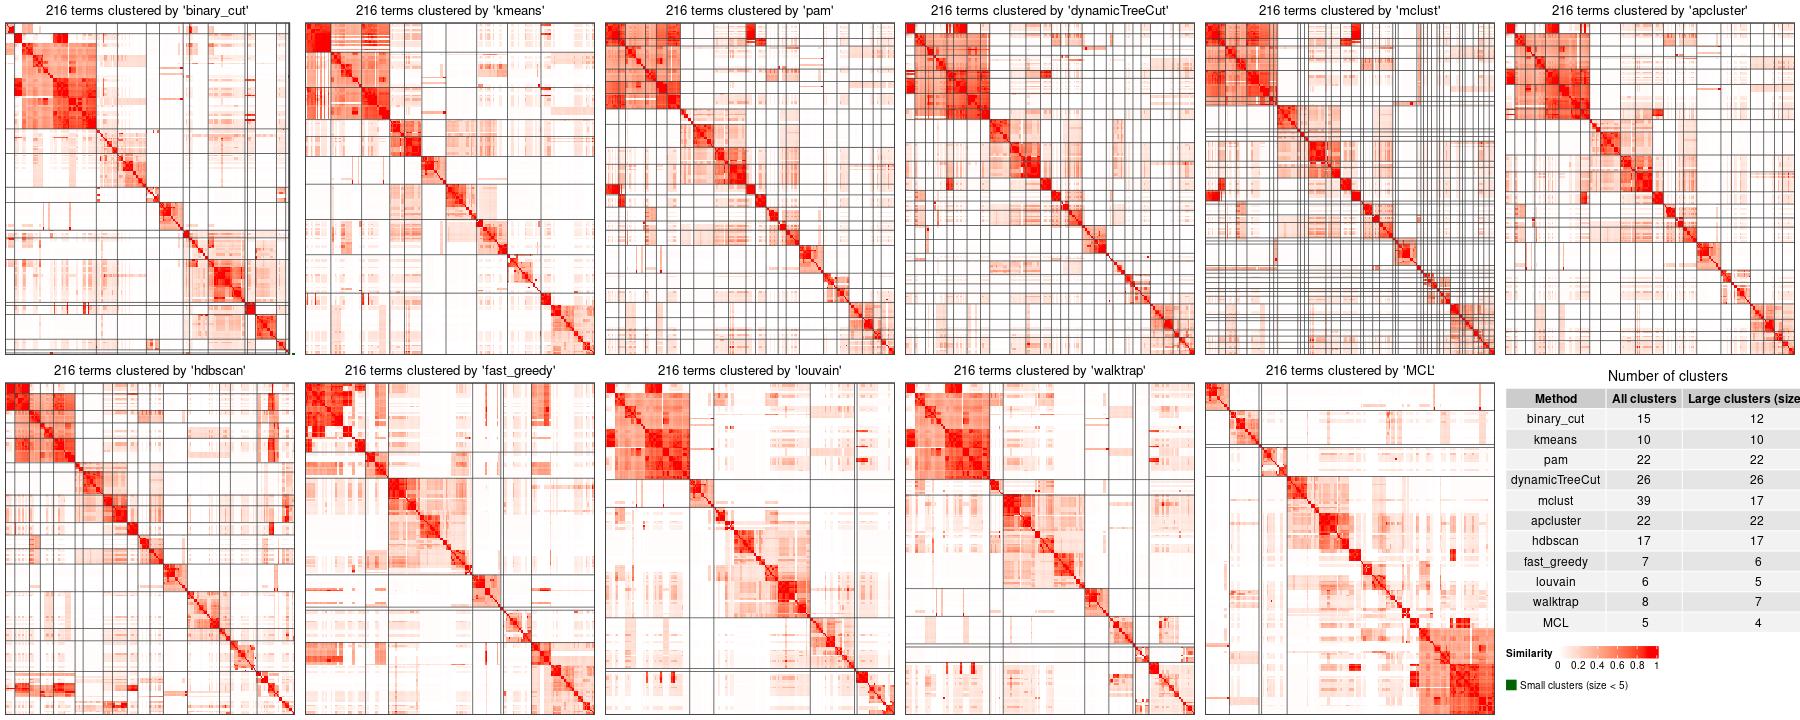 216 terms clustered by 'binary_cut'
216 terms clustered by 'kmeans'
216 terms clustered by 'pam'
216 terms clustered by 'dynamicTreeCut'
216 terms clustered by 'mclust'
216 terms clustered by 'apcluster'
216 terms clustered by 'hdbscan'
216 terms clustered by 'fast_greedy'
216 terms clustered by 'louvain'
216 terms clustered by 'walktrap'
216 terms clustered by 'MCL'
Number of clusters
Method All clusters Large clusters (size
binary_cut 15 12
kmeans 10 10
pam 22 22
dynamicTreeCut 26 26
mclust 39 17
apcluster 22 22
hdbscan 17 17
fast_greedy 7 6
louvain 6 5
walktrap 8 7
MCL 5 4
Similarity
0 0.2 0.4 0.6 0.8 1
Small clusters (size < 5)